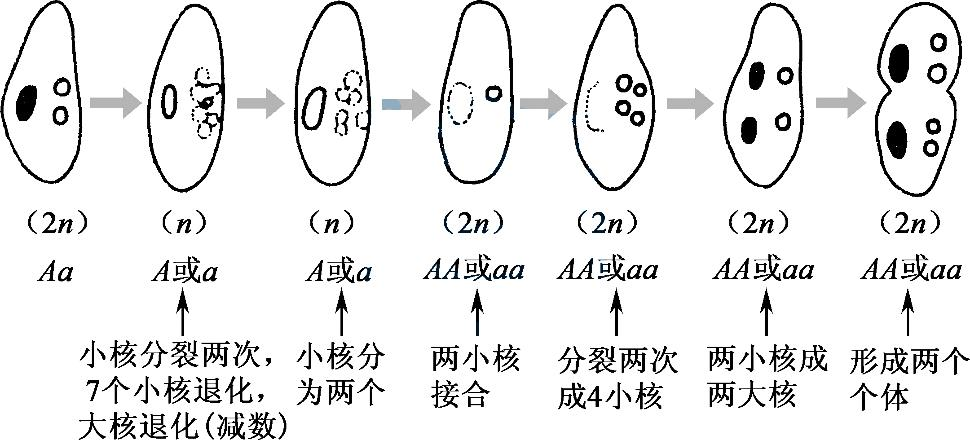 (2n) (n) (n) (2n) (2n) (2n) (2n)
Aa A或a A或a AA或aa AA或aa AA或aa AA或aa
小核分裂两次，
7个小核退化，
大核退化(减数)
小核分
为两个
两小核
接合
分裂两次
成4小核
两小核成
两大核
形成两个
个体